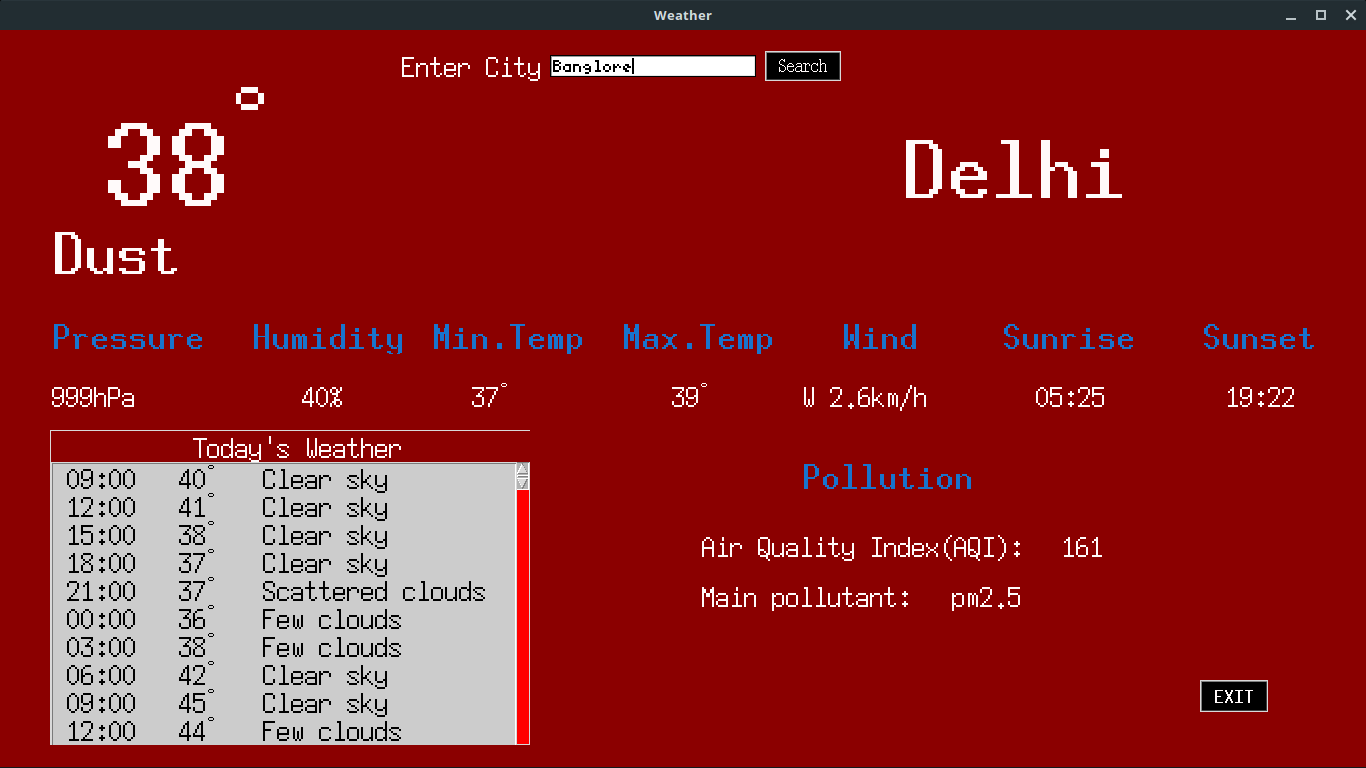 Weather
Enter City Banglore Search
38°
Delhi
Dust
Pressure Humidity Min.Temp Max.Temp Wind Sunrise Sunset
999hPa 40% 37° 39° W 2.6km/h 05:25 19:22
Today's Weather
09:00 40° Clear sky
12:00 41° Clear sky
15:00 38° Clear sky
18:00 37° Clear sky
21:00 37° Scattered clouds
00:00 36° Few clouds
03:00 38° Few clouds
06:00 42° Clear sky
09:00 45° Clear sky
12:00 44° Few clouds
Pollution
Air Quality Index(AQI): 161
Main pollutant: pm2.5
EXIT